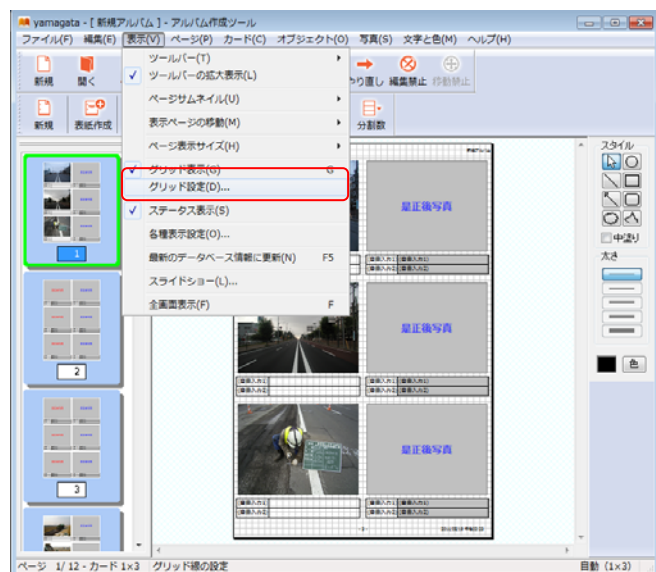 yamagata - [ 新規アルバム ] - アルバム作成ツール
ファイル(F) 編集(E) 表示(V) ページ(P) カード(C) オブジェクト(O) 写真(S) 文字と色(M) ヘルプ(H)
新規 開く やり直し 編集禁止 移動禁止
新規 表紙作成 分割数
ツールバー(T)
ツールバーの拡大表示(L)
ページサムネイル(U)
表示ページの移動(M)
ページ表示サイズ(H)
グリッド表示(G) G
グリッド設定(D)...
ステータス表示(S)
各種表示設定(O)...
最新のデータベース情報に更新(N) F5
スライドショー(L)...
全画面表示(F) F
1
2
3
是正後写真
是正後写真
是正後写真
スタイル
中塗り
太さ
色
ページ 1/ 12 - カード 1×3 グリッド線の設定 自動 (1×3)